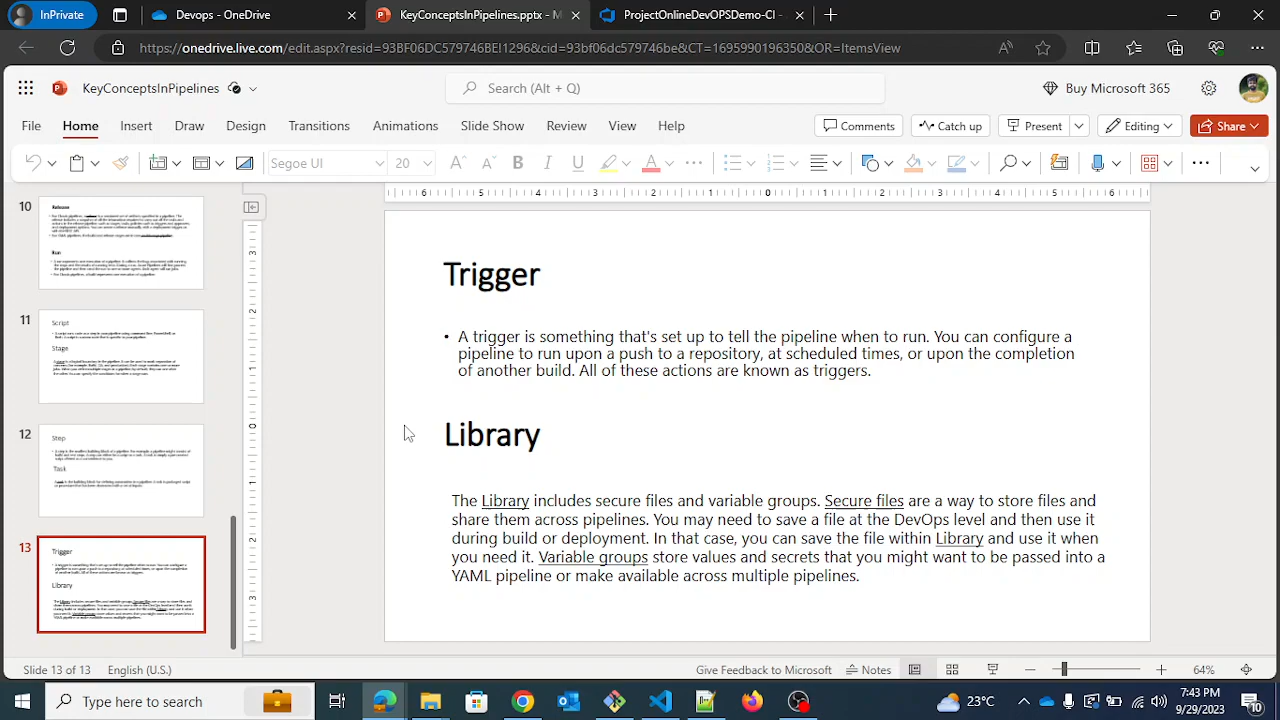 InPrivate
Devops - OneDrive
KeyConceptsInPipelines.pptx - M
ProjectOnlineDevOPSDemo-CI -
https://onedrive.live.com/edit.aspx?resid=93BF06DC579746BE!1296&cid=93bf06dc579746be&CT=1695990196350&OR=ItemsView
KeyConceptsInPipelines
Search (Alt + Q)
Buy Microsoft 365
File Home Insert Draw Design Transitions Animations Slide Show Review View Help
Comments Catch up Present Editing Share
Segoe UI 20
10
Release
Run
11
Script
Stage
12
Step
Task
13
Trigger
Library
Trigger
• A trigger is something that's set up to tell the pipeline when to run. You can configure a
pipeline to run upon a push to a repository, at scheduled times, or upon the completion
of another build. All of these actions are known as triggers.
Library
The Library includes secure files and variable groups. Secure files are a way to store files and
share them across pipelines. You may need to save a file at the DevOps level and then use it
during build or deployment. In that case, you can save the file within Library and use it when
you need it. Variable groups store values and secrets that you might want to be passed into a
YAML pipeline or make available across multiple pipelines.
Slide 13 of 13 English (U.S.) Give Feedback to Microsoft Notes 64%
Type here to search
23°C
7:43 PM
9/29/2023
10